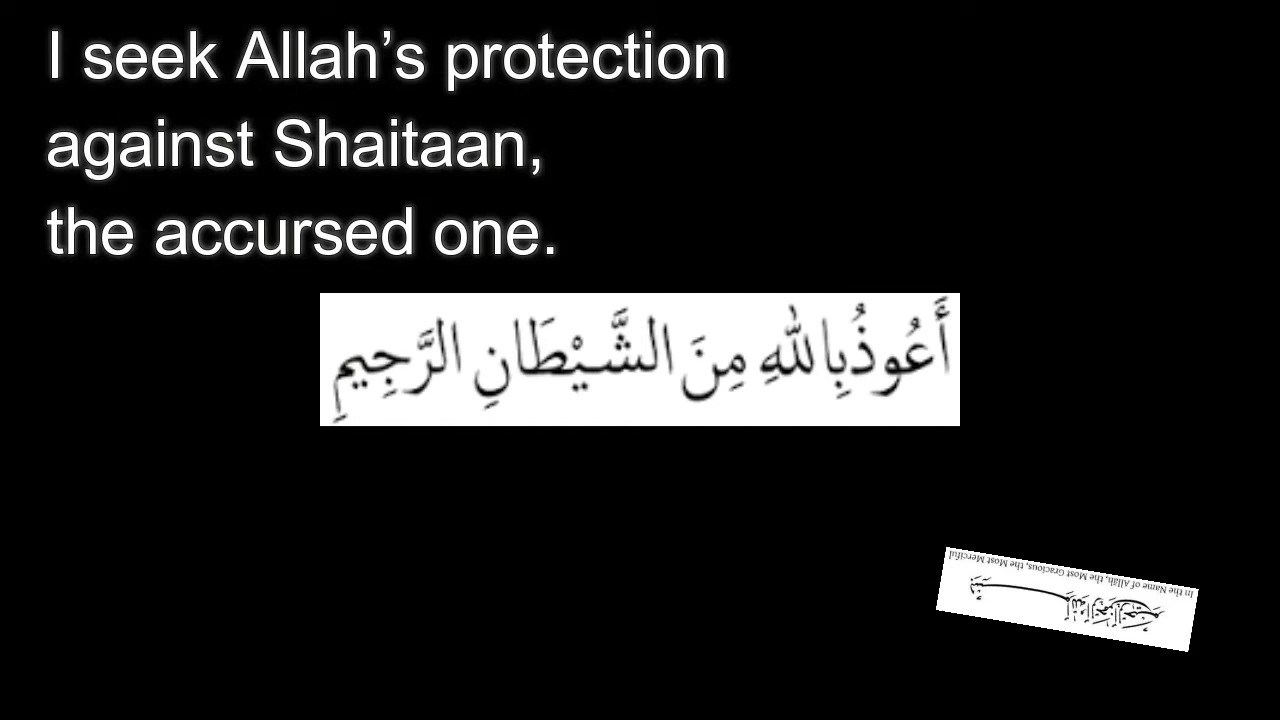 I seek Allah’s protection
against Shaitaan,
the accursed one.
أَعُوذُبِاللهِ مِنَ الشَّيْطَانِ الرَّجِيمِ
In the Name of Allâh, the Most Gracious, the Most Merciful